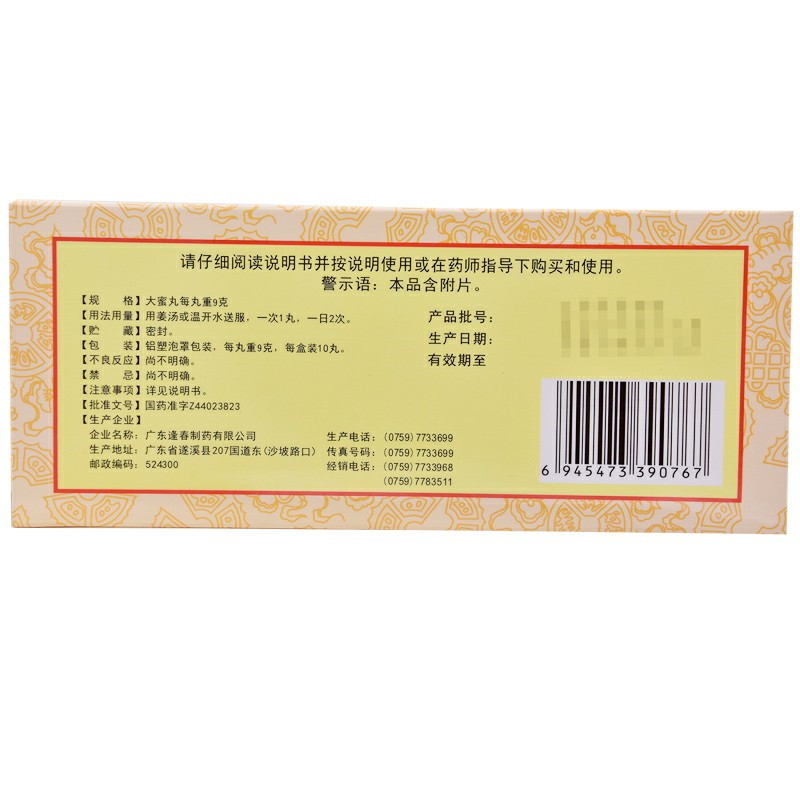 请仔细阅读说明书并按说明使用或在药师指导下购买和使用。
警示语：本品含附片。
【规　　格】大蜜丸每丸重9克
【用法用量】用姜汤或温开水送服，一次1丸，一日2次。
【贮　　藏】密封。
【包　　装】铝塑泡罩包装，每丸重9克，每盒装10丸。
【不良反应】尚不明确。
【禁　　忌】尚不明确。
【注意事项】详见说明书。
【批准文号】国药准字Z44023823
【生产企业】
企业名称：广东逢春制药有限公司
生产地址：广东省遂溪县207国道东(沙坡路口)
邮政编码：524300
生产电话：(0759) 7733699
传真号码：(0759) 7733699
经销电话：(0759) 7733968
(0759) 7783511
产品批号：
生产日期：
有效期至
6 945473 390767